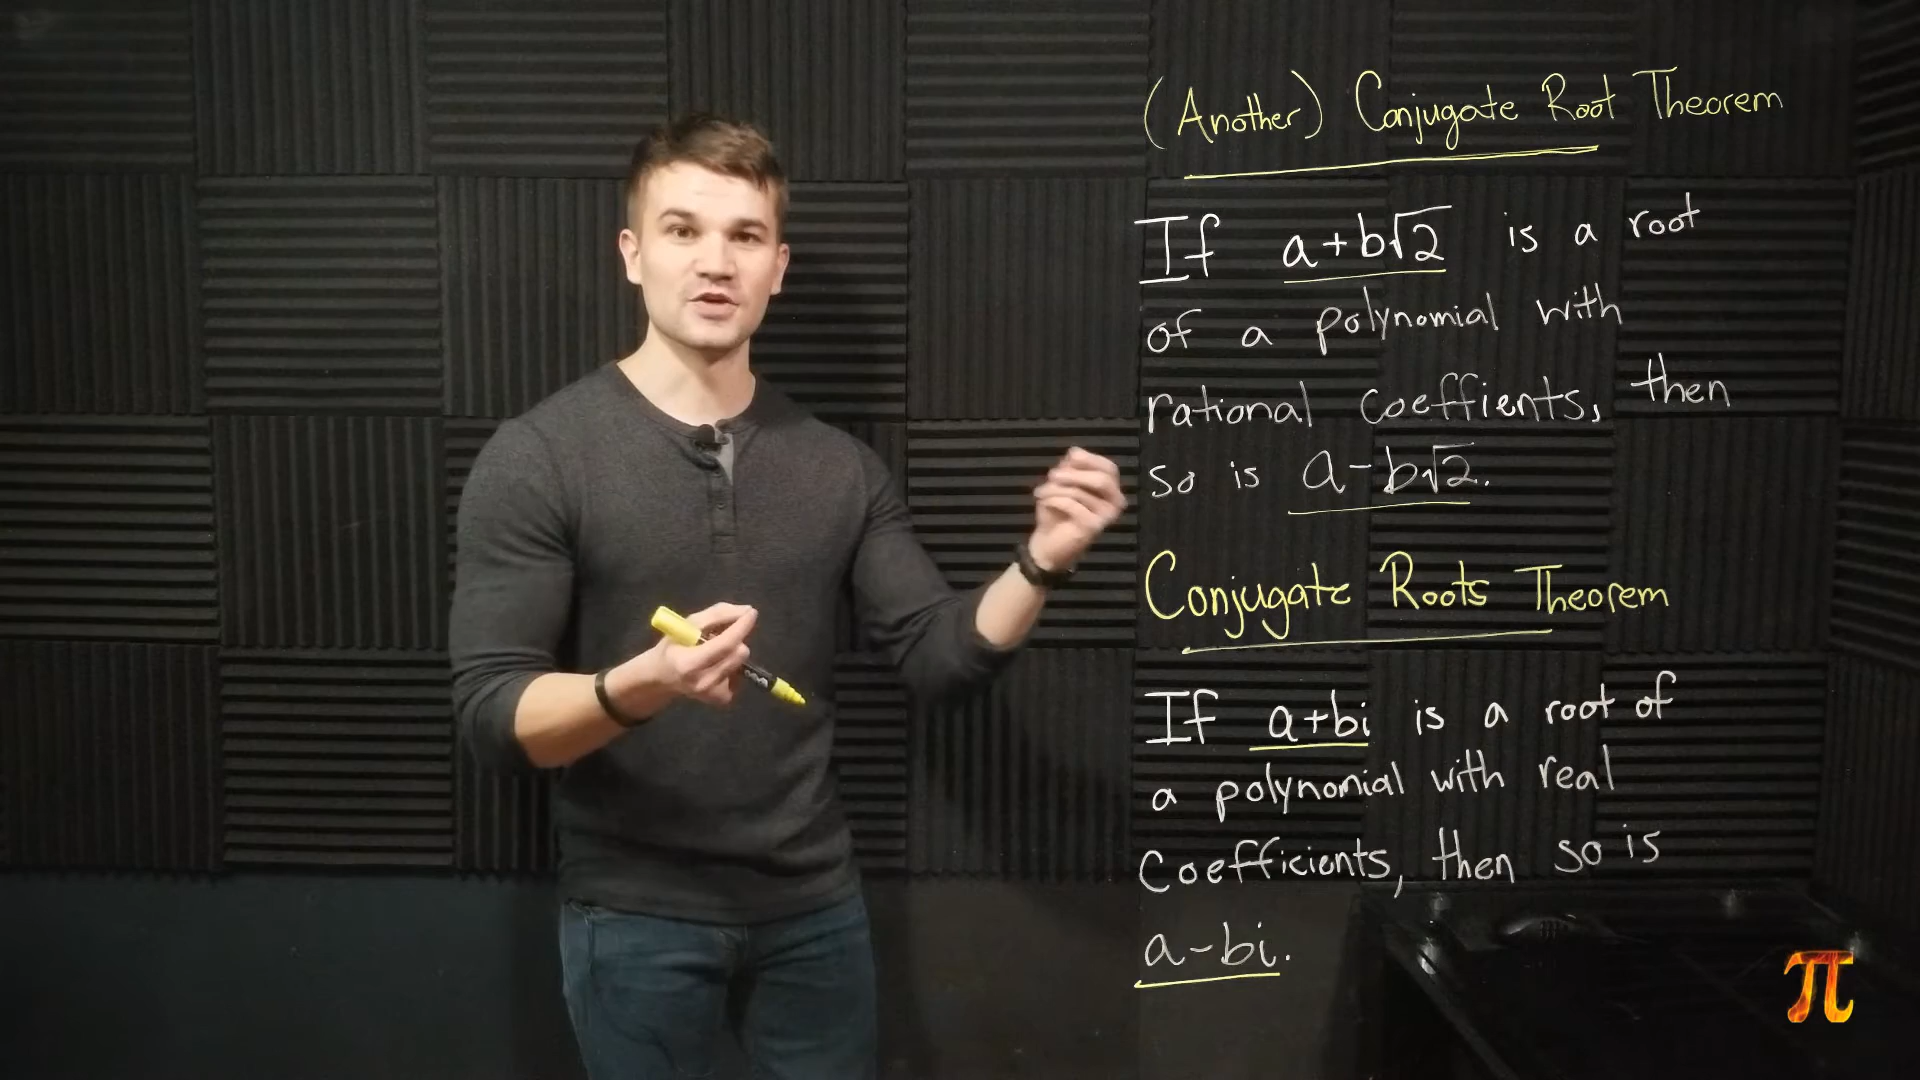 (Another) Conjugate Root Theorem
If a+b√2 is a root
of a polynomial with
rational coeffients, then
so is a-b√2.
Conjugate Roots Theorem
If a+bi is a root of
a polynomial with real
Coefficients, then so is
a-bi.
π